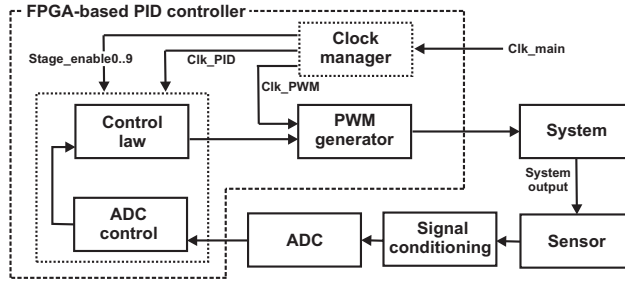 FPGA-based PID controller
Clock
manager
Clk_main
Stage_enable0..9
Clk_PID
Clk_PWM
Control
law
PWM
generator
System
System
output
ADC
control
ADC
Signal
conditioning
Sensor